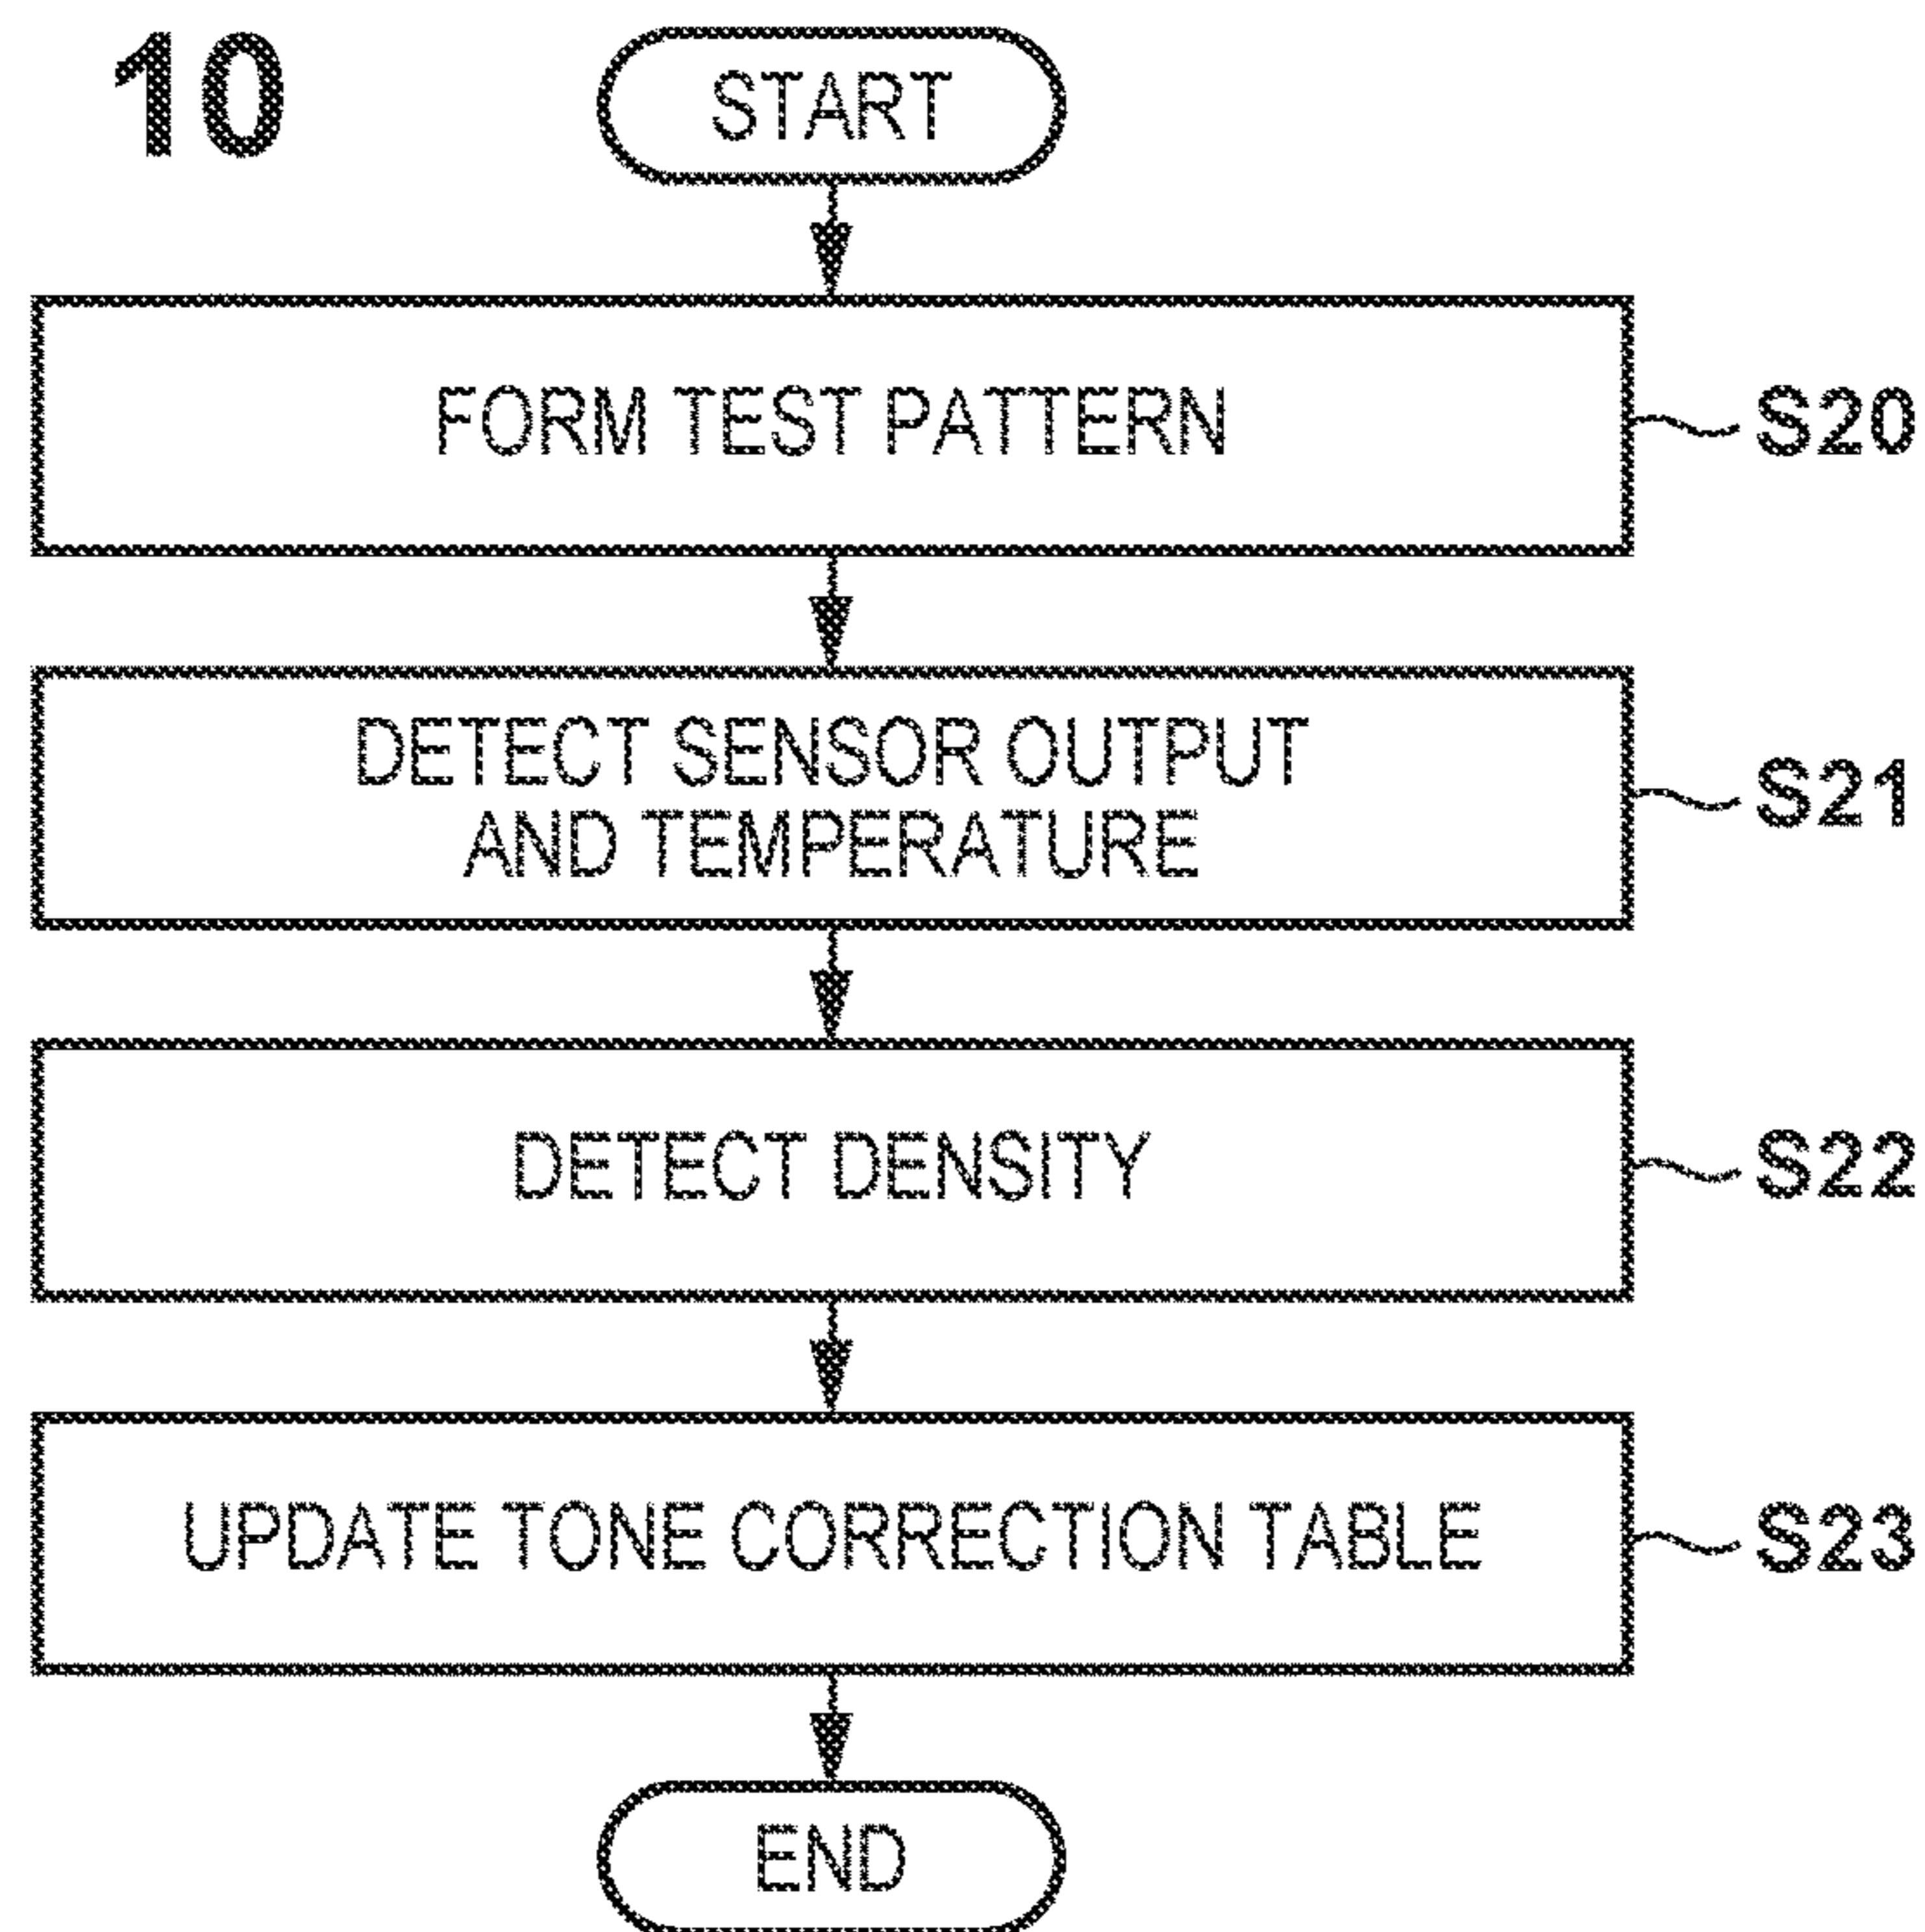 10
START
FORM TEST PATTERN
S20
DETECT SENSOR OUTPUT
AND TEMPERATURE
S21
DETECT DENSITY
S22
UPDATE TONE CORRECTION TABLE
S23
END